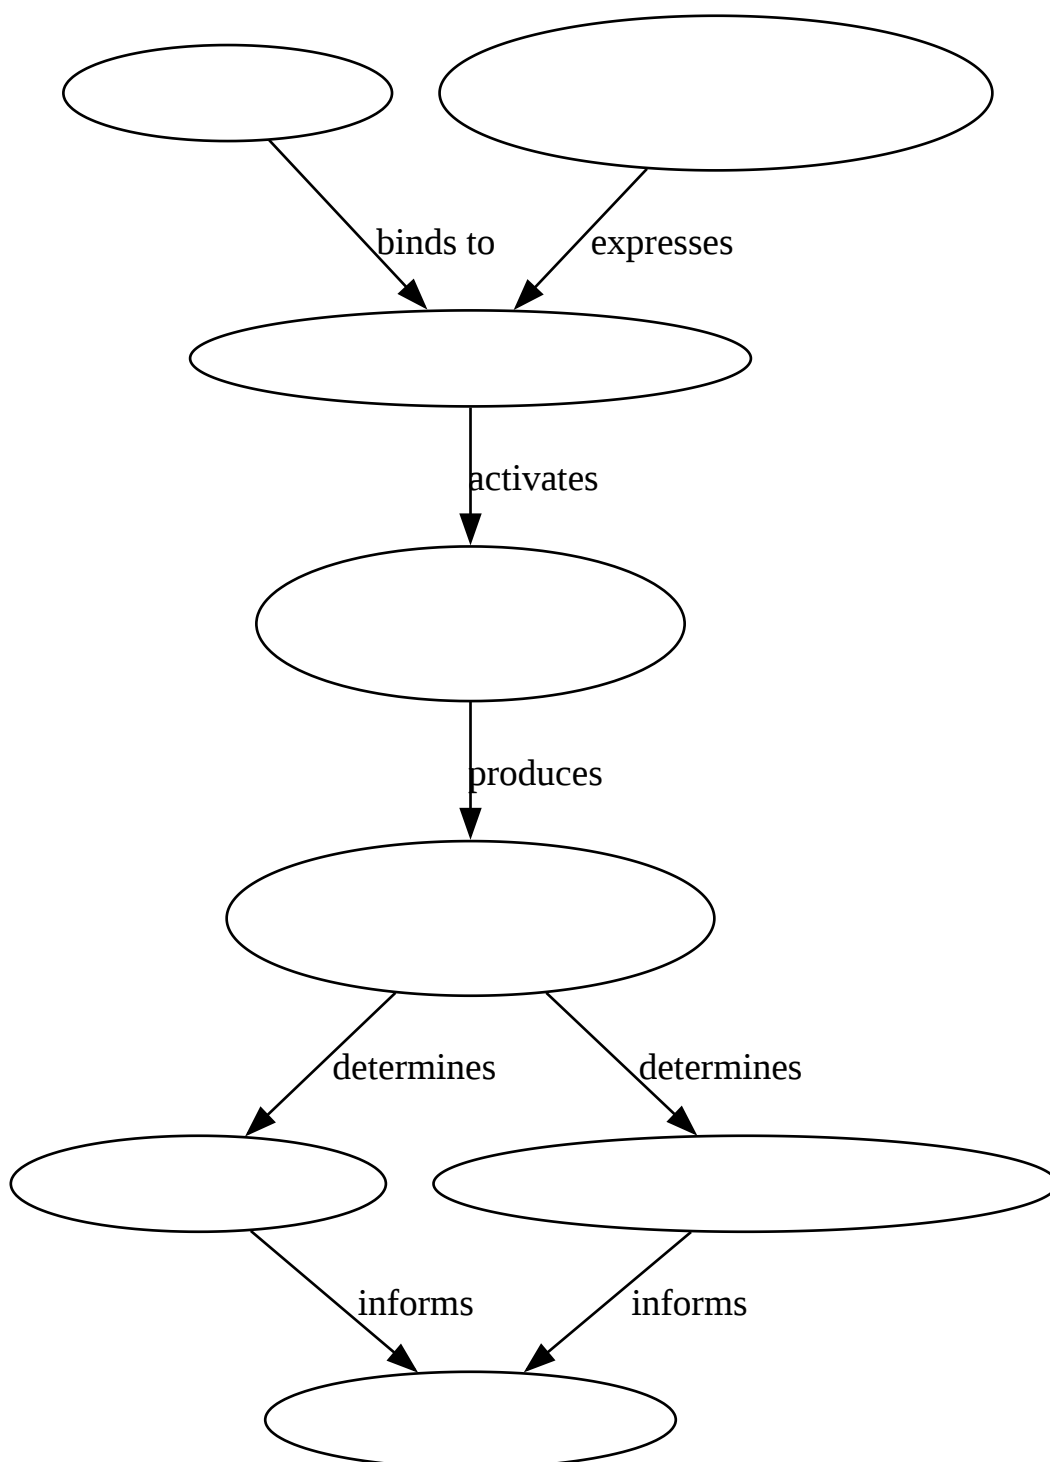 binds to
expresses
activates
produces
determines
determines
informs
informs